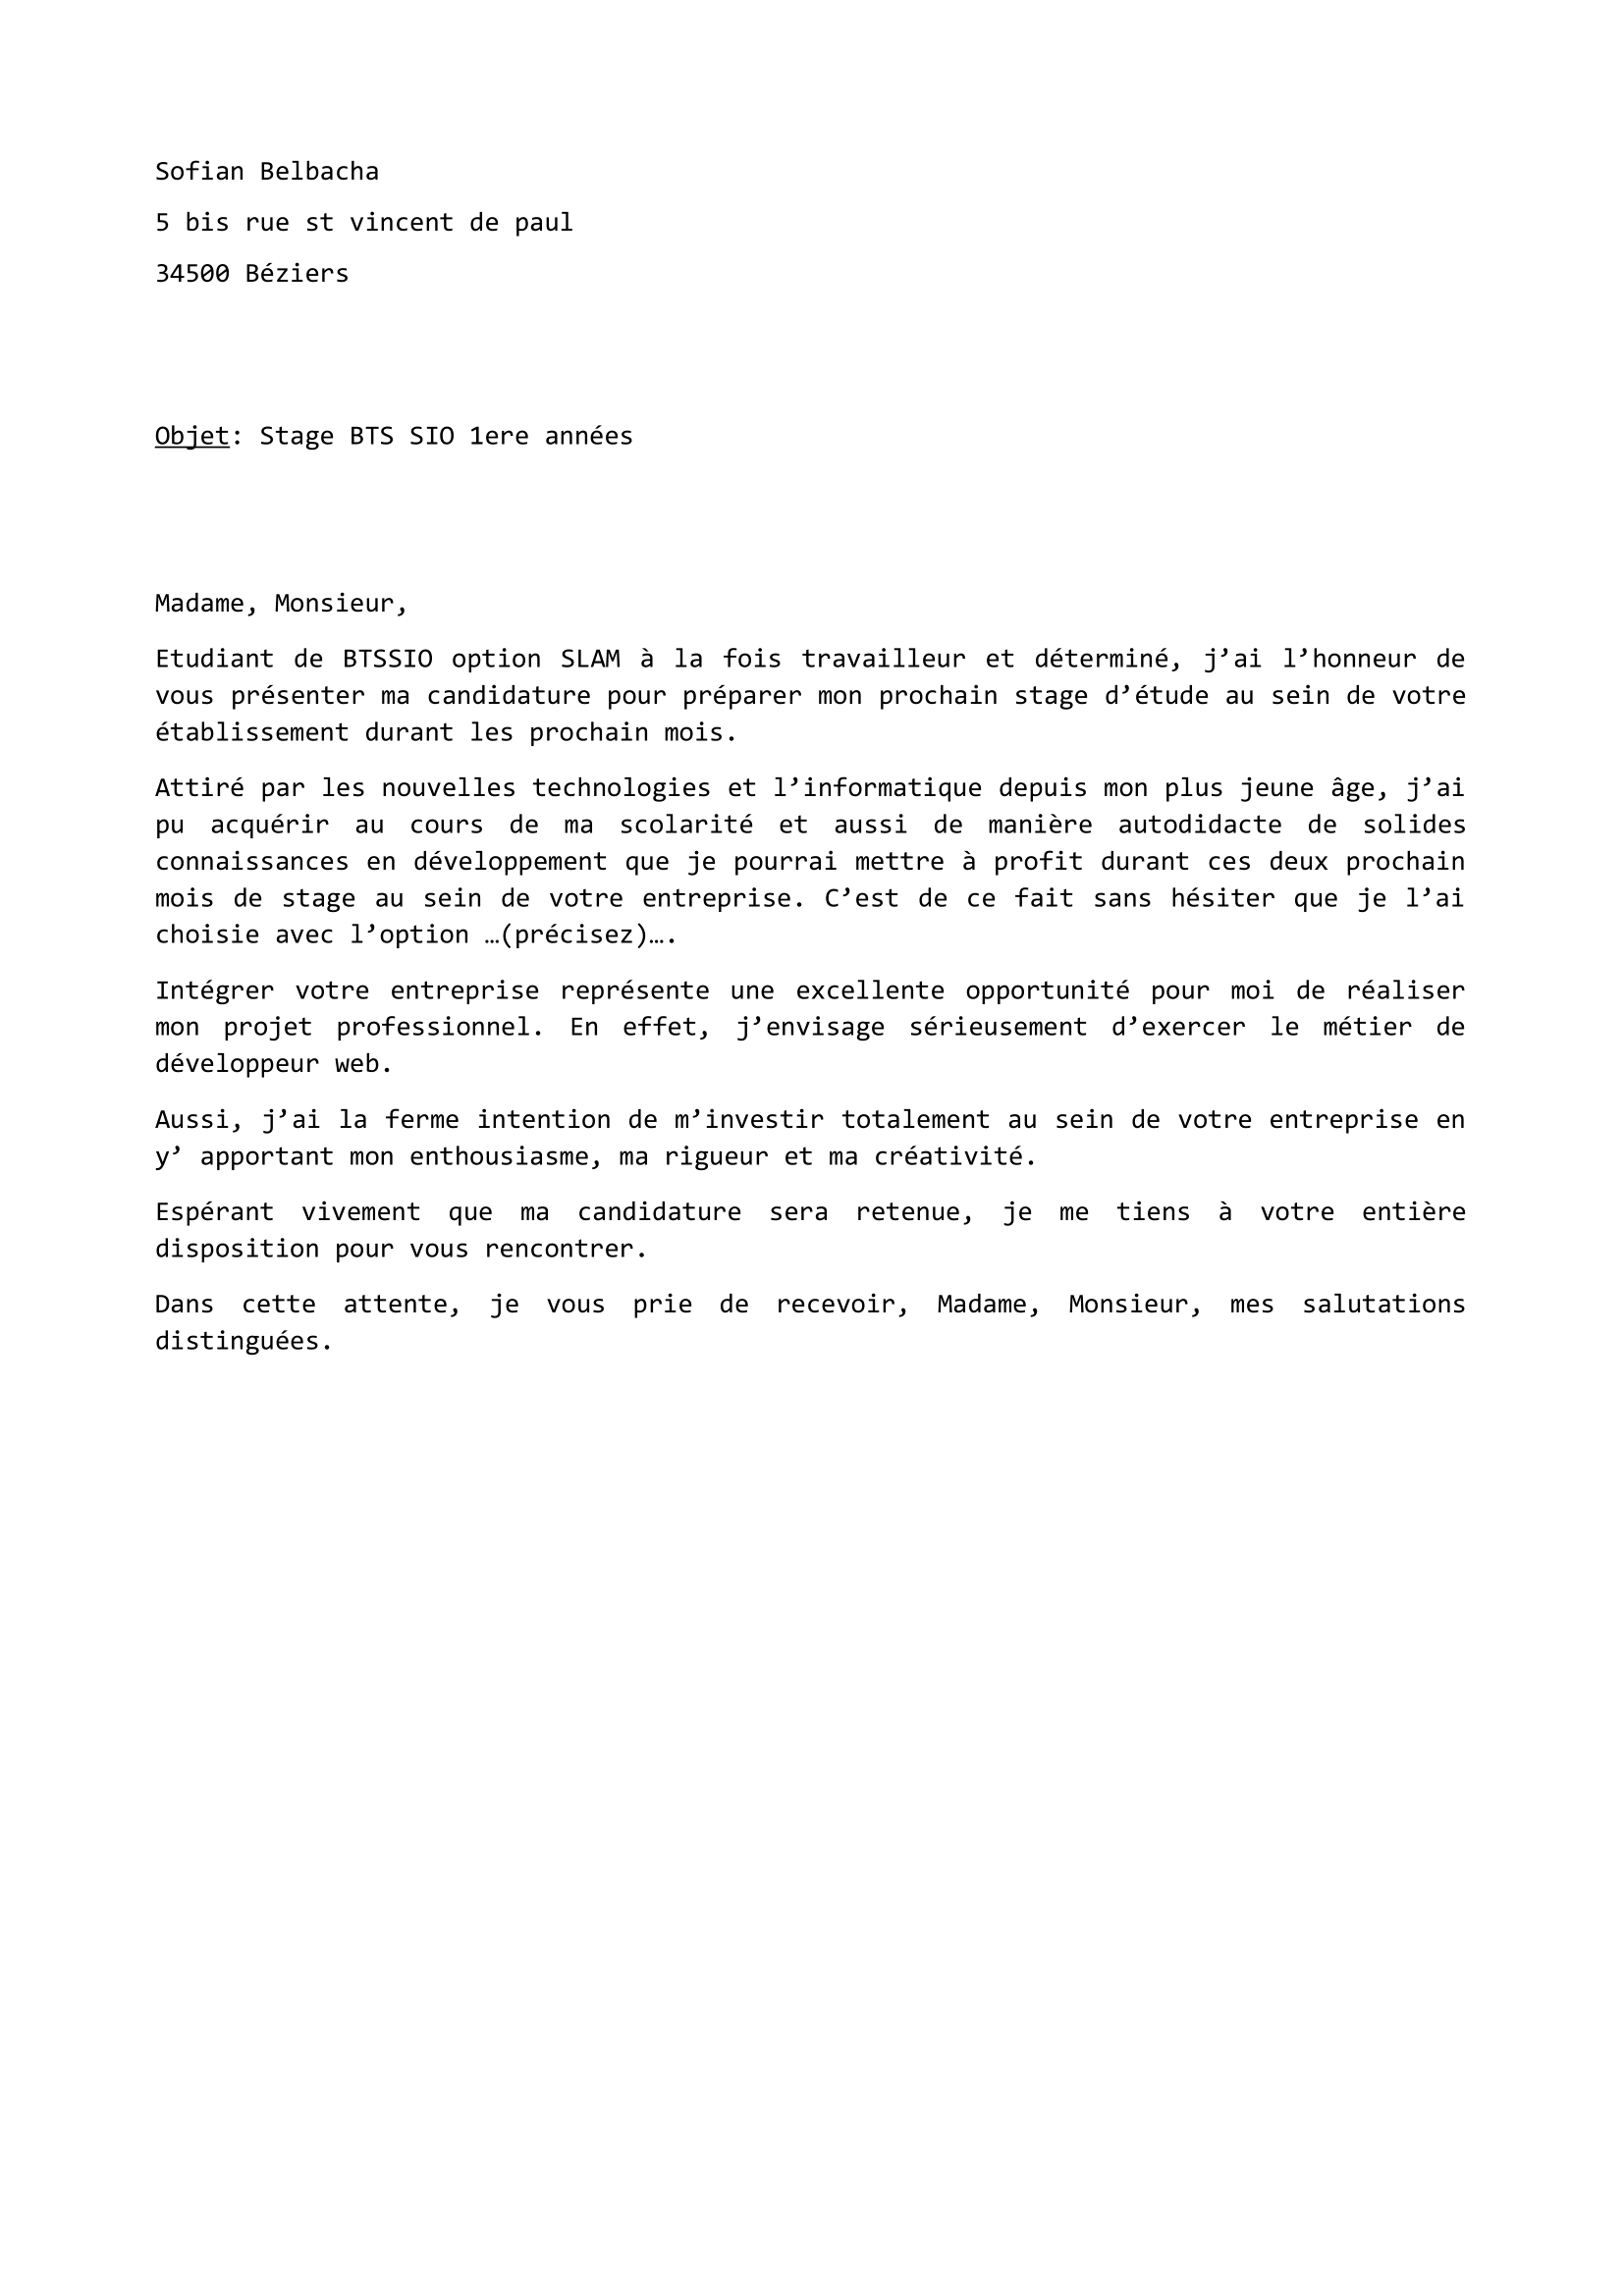 Sofian Belbacha
5 bis rue st vincent de paul
34500 Béziers
Objet: Stage BTS SIO 1ere années
Madame, Monsieur,
Etudiant de BTSSIO option SLAM à la fois travailleur et déterminé, j’ai l’honneur de
vous présenter ma candidature pour préparer mon prochain stage d’étude au sein de votre
établissement durant les prochain mois.
Attiré par les nouvelles technologies et l’informatique depuis mon plus jeune âge, j’ai
pu acquérir au cours de ma scolarité et aussi de manière autodidacte de solides
connaissances en développement que je pourrai mettre à profit durant ces deux prochain
mois de stage au sein de votre entreprise. C’est de ce fait sans hésiter que je l’ai
choisie avec l’option …(précisez)….
Intégrer votre entreprise représente une excellente opportunité pour moi de réaliser
mon projet professionnel. En effet, j’envisage sérieusement d’exercer le métier de
développeur web.
Aussi, j’ai la ferme intention de m’investir totalement au sein de votre entreprise en
y’ apportant mon enthousiasme, ma rigueur et ma créativité.
Espérant vivement que ma candidature sera retenue, je me tiens à votre entière
disposition pour vous rencontrer.
Dans cette attente, je vous prie de recevoir, Madame, Monsieur, mes salutations
distinguées.